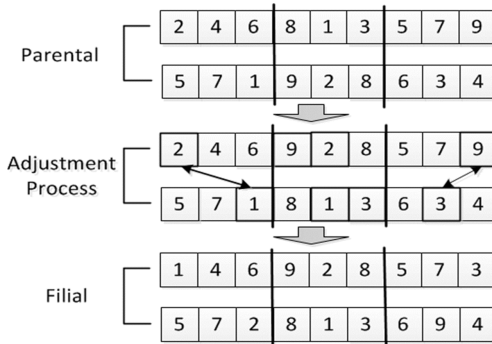 2 4 6 8 1 3 5 7 9
Parental
5 7 1 9 2 8 6 3 4
2 4 6 9 2 8 5 7 9
Adjustment
Process
5 7 1 8 1 3 6 3 4
1 4 6 9 2 8 5 7 3
Filial
5 7 2 8 1 3 6 9 4